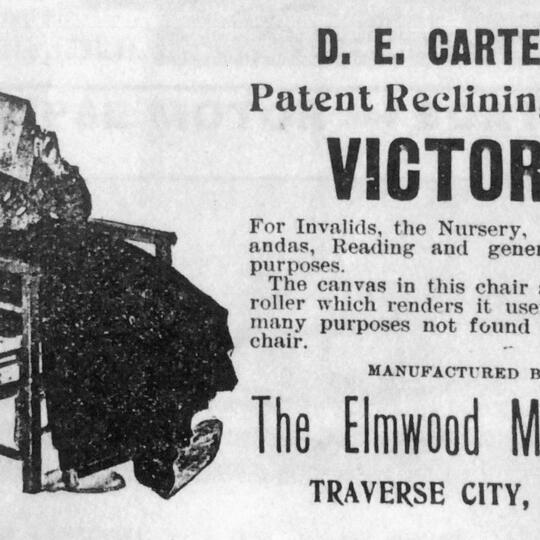 D. E. CARTE
Patent Reclining
VICTOR
For Invalids, the Nursery,
andas, Reading and gener
purposes.
The canvas in this chair a
roller which renders it use
many purposes not found
chair.
MANUFACTURED B
The Elmwood M
TRAVERSE CITY,